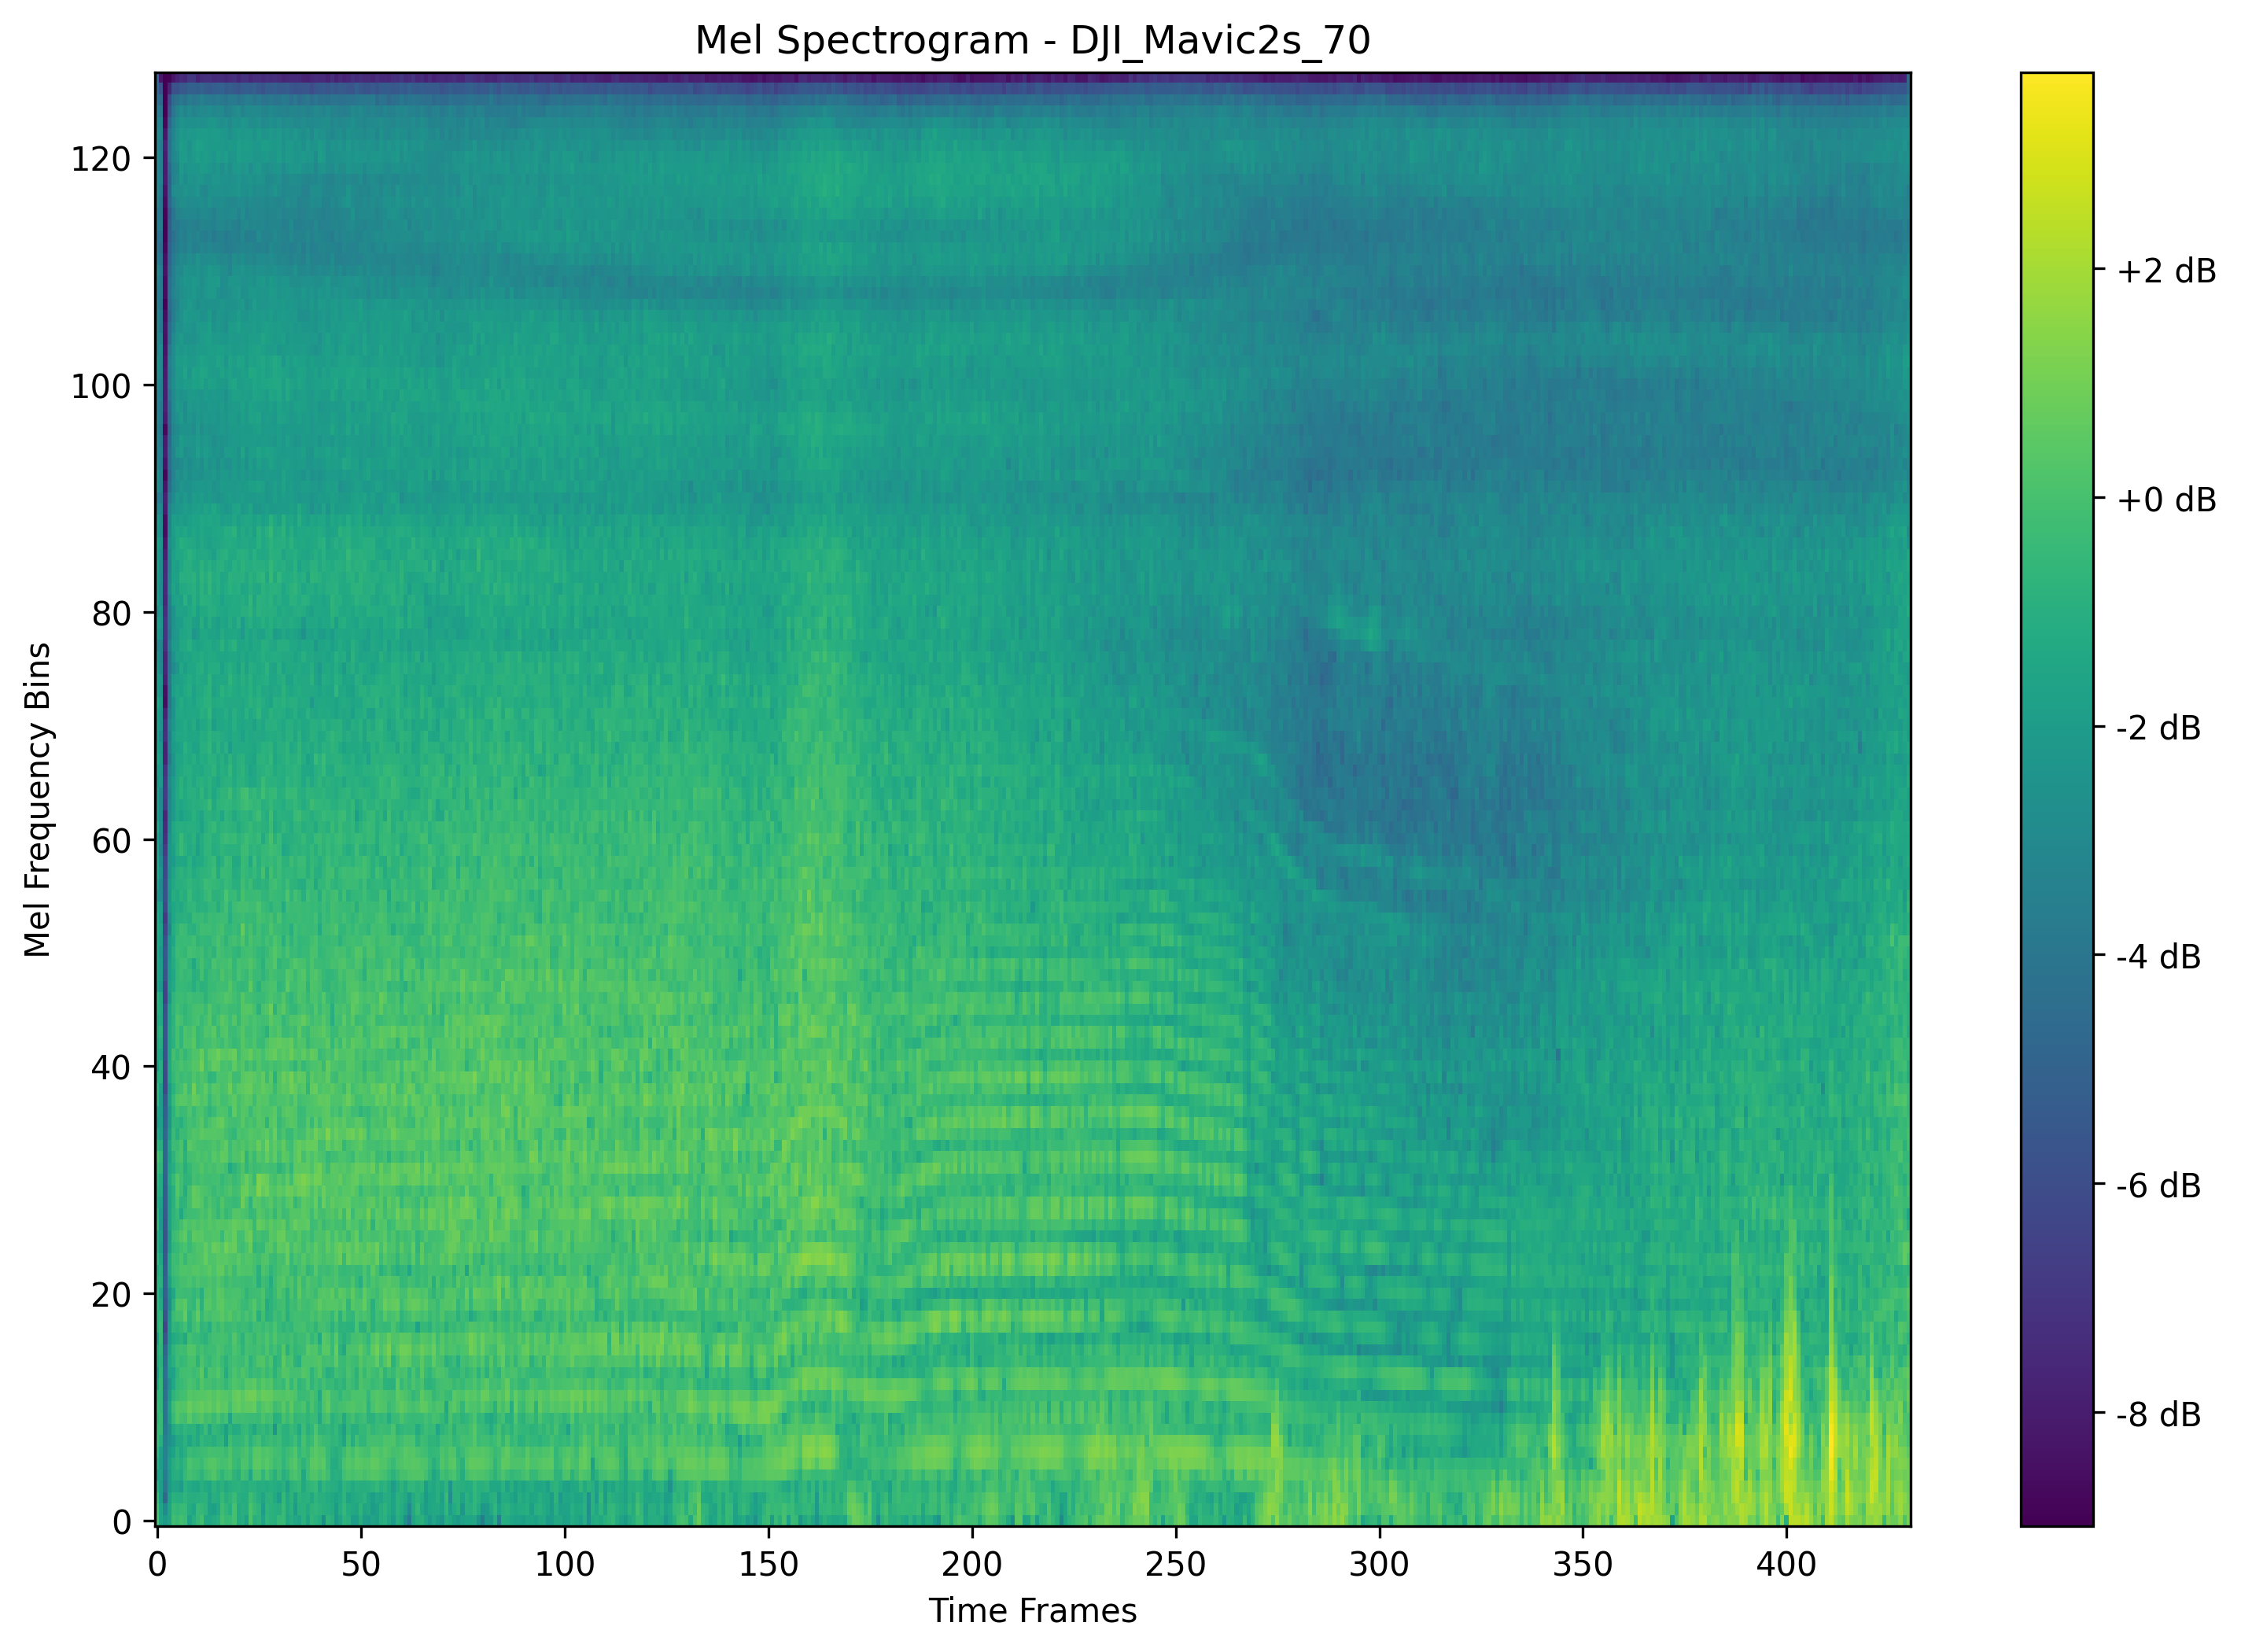 Mel Spectrogram - DJI_Mavic2s_70
120
100
80
60
40
20
0
Mel Frequency Bins
0 50 100 150 200 250 300 350 400
Time Frames
+2 dB
+0 dB
-2 dB
-4 dB
-6 dB
-8 dB